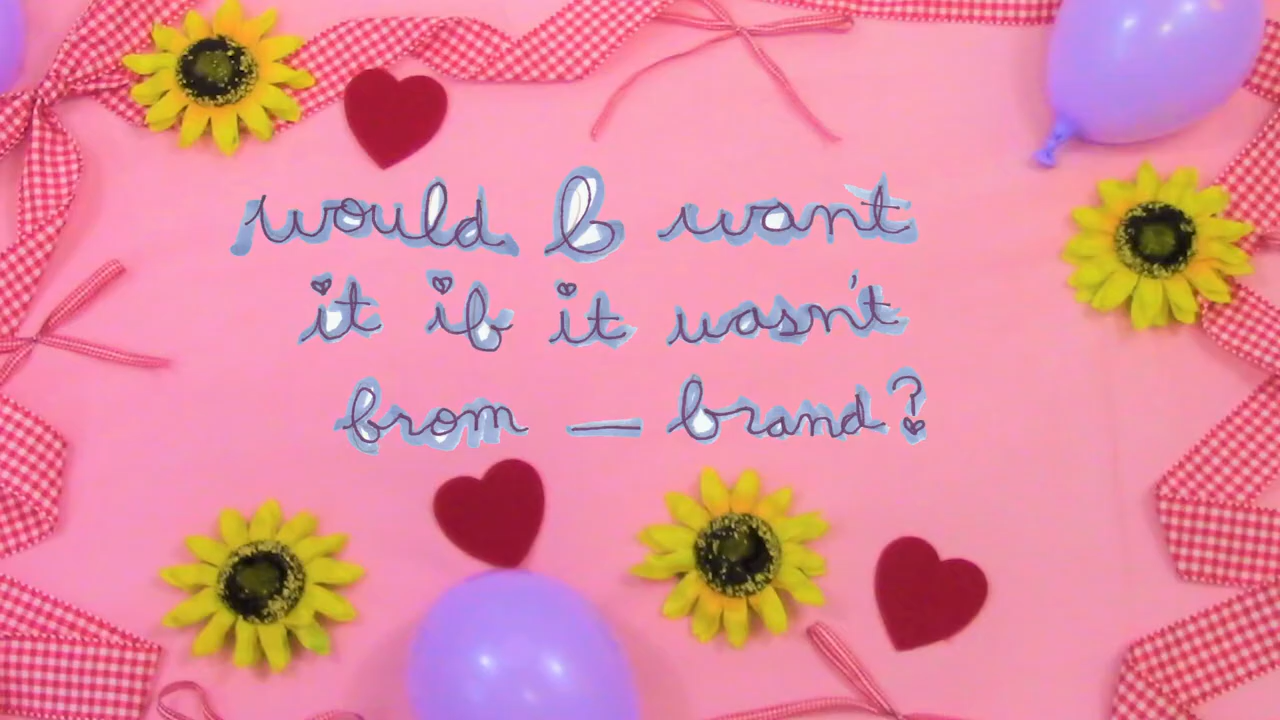 would I want
it if it wasn't
from — brand?